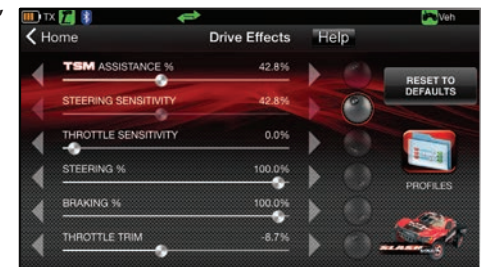 TX
Veh
Home
Drive Effects
Help
TSM ASSISTANCE %
42.8%
STEERING SENSITIVITY
42.8%
THROTTLE SENSITIVITY
0.0%
STEERING %
100.0%
BRAKING %
100.0%
THROTTLE TRIM
-8.7%
RESET TO
DEFAULTS
PROFILES
SLASH